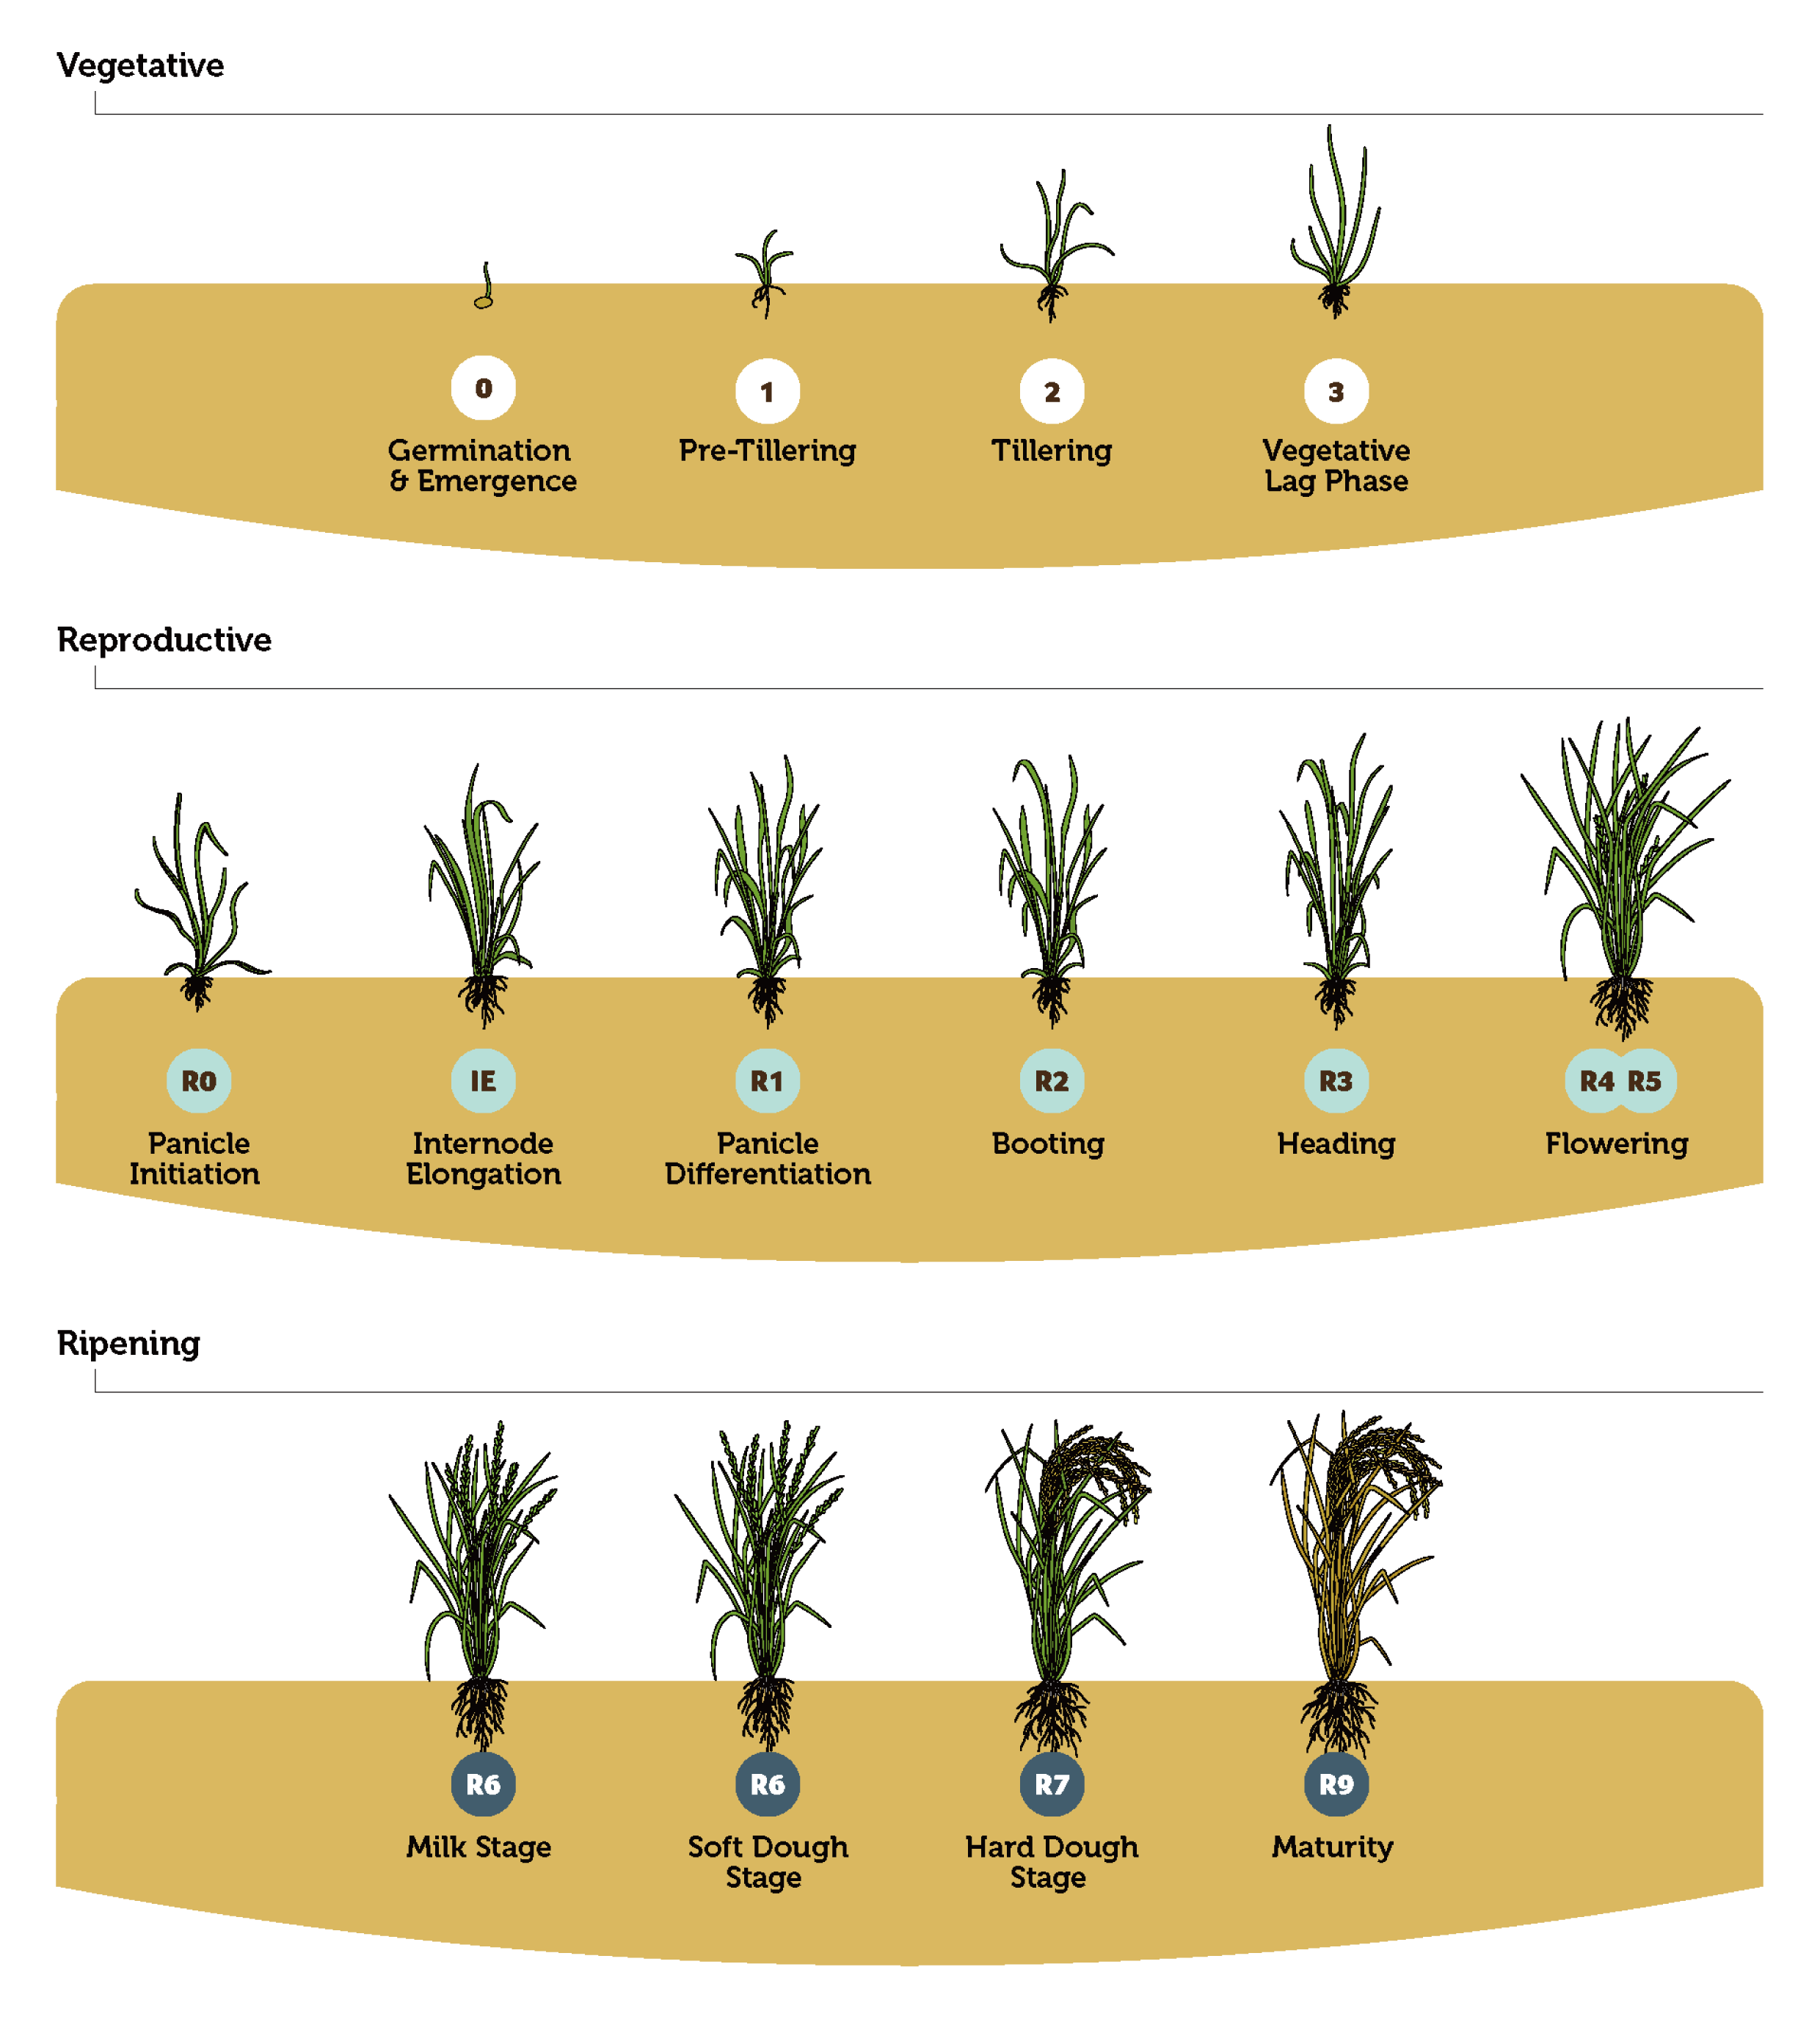 Vegetative
0
1
2
3
Germination
& Emergence
Pre-Tillering
Tillering
Vegetative
Lag Phase
Reproductive
R0
IE
R1
R2
R3
R4 R5
Panicle
Initiation
Internode
Elongation
Panicle
Differentiation
Booting
Heading
Flowering
Ripening
R6
R6
R7
R9
Milk Stage
Soft Dough
Stage
Hard Dough
Stage
Maturity